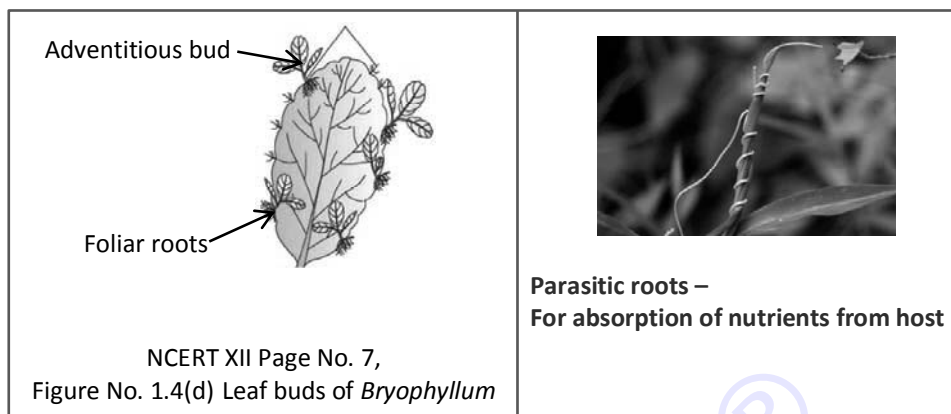 Adventitious bud
Foliar roots
NCERT XII Page No. 7,
Figure No. 1.4(d) Leaf buds of Bryophyllum
Parasitic roots –
For absorption of nutrients from host